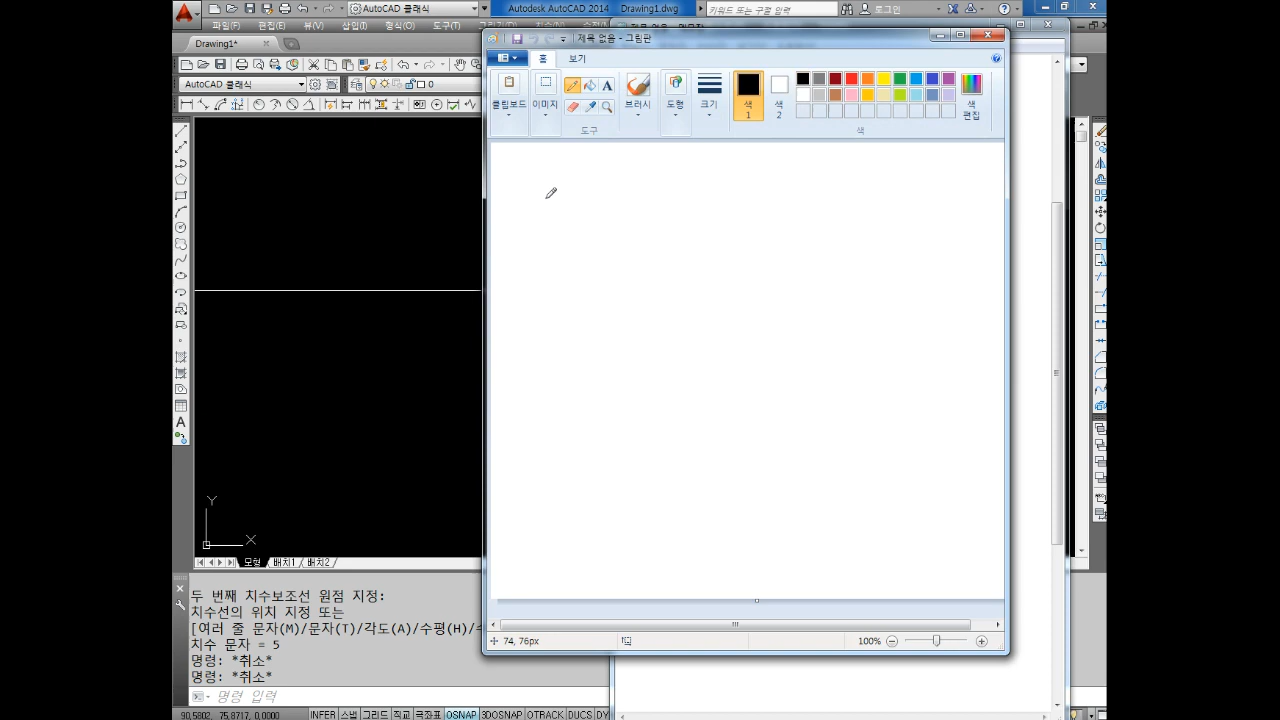 AutoCAD 클래식
Autodesk AutoCAD 2014 Drawing1.dwg
키워드 또는 구절 입력
로그인
파일(F) 편집(E) 뷰(V) 삽입(I) 형식(O) 도구(T)
Drawing1*
제목 없음 - 그림판
홈 보기
AutoCAD 클래식
0
클립보드 이미지 브러시 도형 크기 색 1 색 2 색 편집
도구 색
A
Y
X
모형 배치1 배치2
두 번째 치수보조선 원점 지정:
치수선의 위치 지정 또는
[여러 줄 문자(M)/문자(T)/각도(A)/수평(H)/
치수 문자 = 5
명령: *취소*
명령: *취소*
명령 입력
74, 76px
100%
90.5802, 75.8717, 0.0000 INFER 스냅 그리드 직교 극좌표 OSNAP 3DOSNAP OTRACK DUCS DY